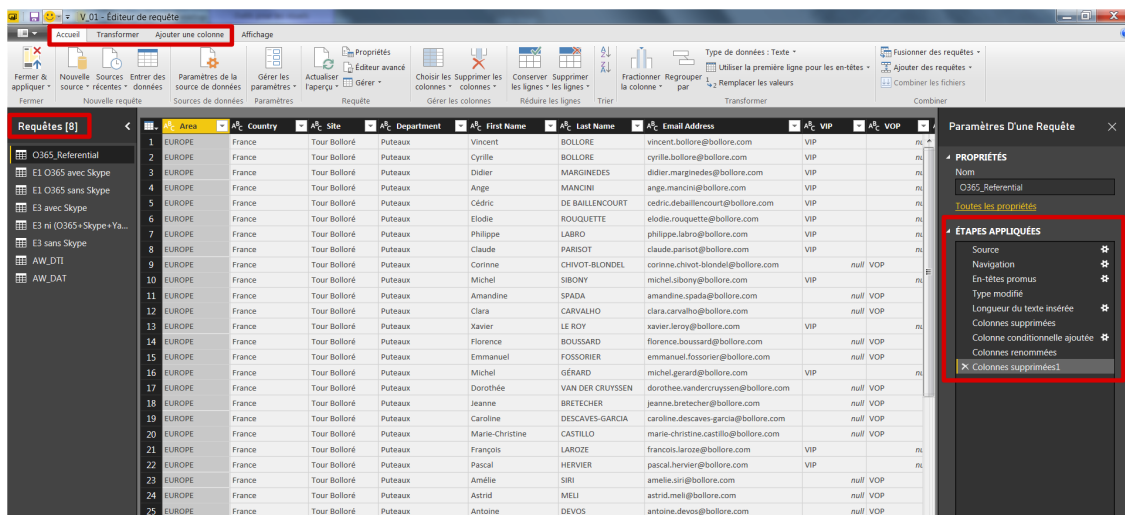 V_01 - Éditeur de requête
Accueil Transformer Ajouter une colonne Affichage
Fermer & appliquer Nouvelle source Sources récentes Entrer des données Paramètres de la source de données Gérer les paramètres Actualiser l'aperçu Propriétés Éditeur avancé Gérer Choisir les colonnes Supprimer les colonnes Conserver les lignes Supprimer les lignes Fractionner la colonne Regrouper par Type de données : Texte Utiliser la première ligne pour les en-têtes Remplacer les valeurs Fusionner des requêtes Ajouter des requêtes Combiner les fichiers
Fermer Nouvelle requête Sources de données Paramètres Requête Gérer les colonnes Réduire les lignes Trier Transformer Combiner
Requêtes [8]
O365_Referential
E1 O365 avec Skype
E1 O365 sans Skype
E3 avec Skype
E3 ni (O365+Skype+Ya...
E3 sans Skype
AW_DTI
AW_DAT
Area Country Site Department First Name Last Name Email Address VIP VOP
1 EUROPE France Tour Bolloré Puteaux Vincent BOLLORE vincent.bollore@bollore.com VIP nu
2 EUROPE France Tour Bolloré Puteaux Cyrille BOLLORE cyrille.bollore@bollore.com VIP nu
3 EUROPE France Tour Bolloré Puteaux Didier MARGINEDES didier.marginedes@bollore.com VIP nu
4 EUROPE France Tour Bolloré Puteaux Ange MANCINI ange.mancini@bollore.com VIP nu
5 EUROPE France Tour Bolloré Puteaux Cédric DE BAILLENCOURT cedric.debaillencourt@bollore.com VIP nu
6 EUROPE France Tour Bolloré Puteaux Elodie ROUQUETTE elodie.rouquette@bollore.com VIP nu
7 EUROPE France Tour Bolloré Puteaux Philippe LABRO philippe.labro@bollore.com VIP nu
8 EUROPE France Tour Bolloré Puteaux Claude PARISOT claude.parisot@bollore.com VIP nu
9 EUROPE France Tour Bolloré Puteaux Corinne CHIVOT-BLONDEL corinne.chivot-blondel@bollore.com null VOP
10 EUROPE France Tour Bolloré Puteaux Michel SIBONY michel.sibony@bollore.com VIP nu
11 EUROPE France Tour Bolloré Puteaux Amandine SPADA amandine.spada@bollore.com null VOP
12 EUROPE France Tour Bolloré Puteaux Clara CARVALHO clara.carvalho@bollore.com null VOP
13 EUROPE France Tour Bolloré Puteaux Xavier LE ROY xavier.leroy@bollore.com VIP nu
14 EUROPE France Tour Bolloré Puteaux Florence BOUSSARD florence.boussard@bollore.com null VOP
15 EUROPE France Tour Bolloré Puteaux Emmanuel FOSSORIER emmanuel.fossorier@bollore.com null VOP
16 EUROPE France Tour Bolloré Puteaux Michel GÉRARD michel.gerard@bollore.com VIP nu
17 EUROPE France Tour Bolloré Puteaux Dorothée VAN DER CRUYSSEN dorothee.vandercruyssen@bollore.com null VOP
18 EUROPE France Tour Bolloré Puteaux Jeanne BRETECHER jeanne.bretecher@bollore.com null VOP
19 EUROPE France Tour Bolloré Puteaux Caroline DESCAVES-GARCIA caroline.descaves-garcia@bollore.com null VOP
20 EUROPE France Tour Bolloré Puteaux Marie-Christine CASTILLO marie-christine.castillo@bollore.com null VOP
21 EUROPE France Tour Bolloré Puteaux François LAROZE francois.laroze@bollore.com VIP nu
22 EUROPE France Tour Bolloré Puteaux Pascal HERVIER pascal.hervier@bollore.com VIP nu
23 EUROPE France Tour Bolloré Puteaux Amélie SIRI amelie.siri@bollore.com null VOP
24 EUROPE France Tour Bolloré Puteaux Astrid MELI astrid.meli@bollore.com null VOP
25 EUROPE France Tour Bolloré Puteaux Antoine DEVOS antoine.devos@bollore.com null VOP
Paramètres D'une Requête
PROPRIÉTÉS
Nom
O365_Referential
Toutes les propriétés
ÉTAPES APPLIQUÉES
Source
Navigation
En-têtes promus
Type modifié
Longueur du texte insérée
Colonnes supprimées
Colonne conditionnelle ajoutée
Colonnes renommées
Colonnes supprimées1